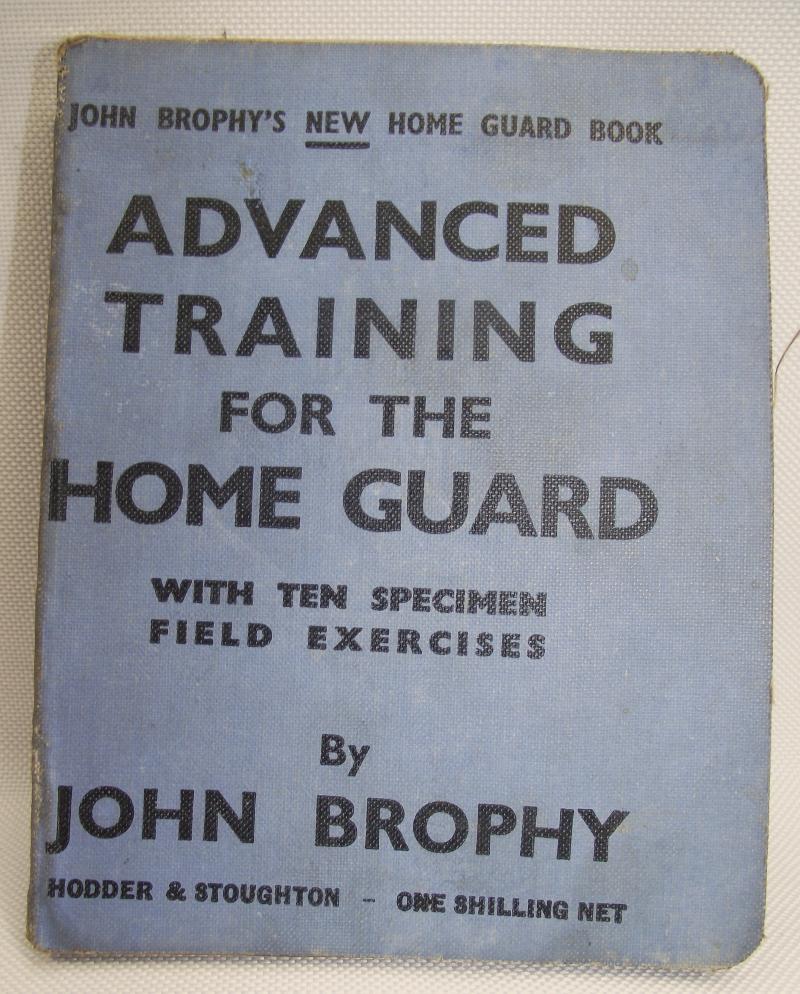 JOHN BROPHY'S NEW HOME GUARD BOOK
ADVANCED
TRAINING
FOR THE
HOME GUARD
WITH TEN SPECIMEN
FIELD EXERCISES
By
JOHN BROPHY
HODDER & STOUGHTON – ONE SHILLING NET